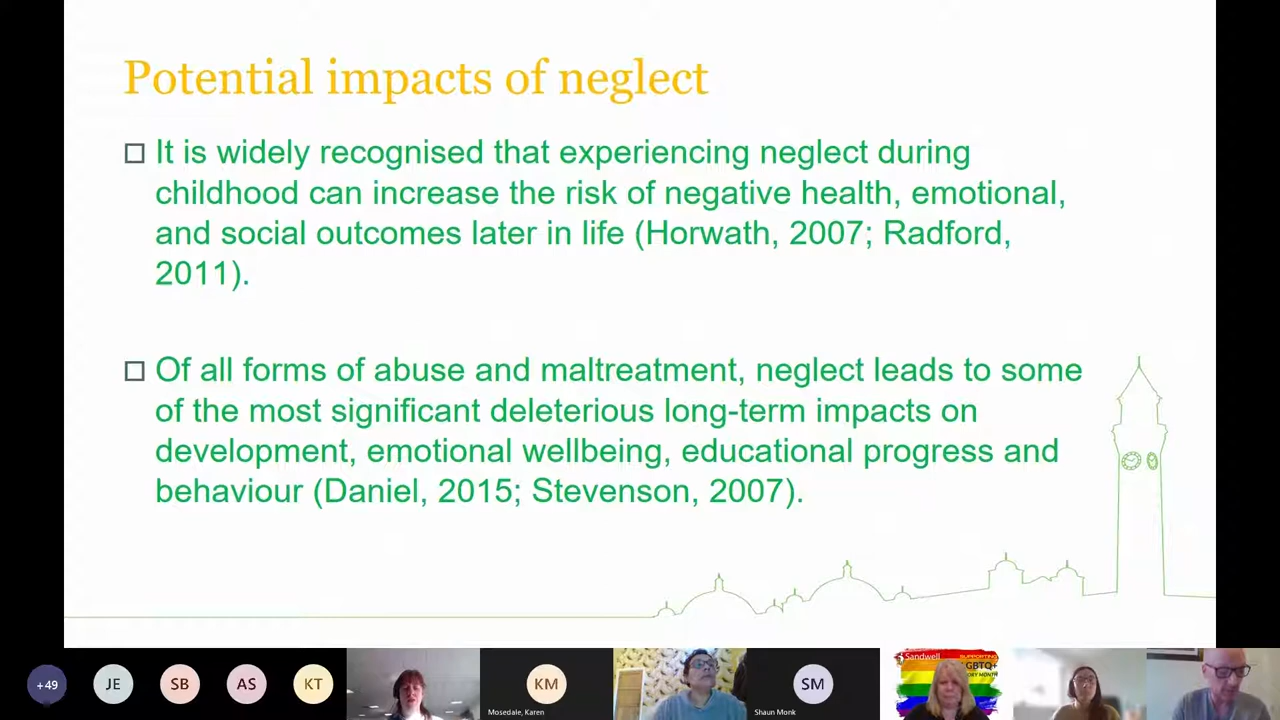 Potential impacts of neglect
It is widely recognised that experiencing neglect during
childhood can increase the risk of negative health, emotional,
and social outcomes later in life (Horwath, 2007; Radford,
2011).
Of all forms of abuse and maltreatment, neglect leads to some
of the most significant deleterious long-term impacts on
development, emotional wellbeing, educational progress and
behaviour (Daniel, 2015; Stevenson, 2007).
+49
JE
SB
AS
KT
KM
Mosedale, Karen
SM
Shaun Monk
Sandwell
SUPPORTING